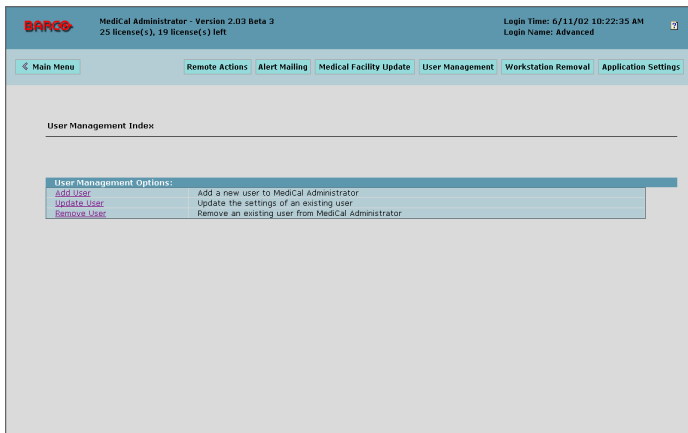 BARCO
MediCal Administrator - Version 2.03 Beta 3
25 license(s), 19 license(s) left
Login Time: 6/11/02 10:22:35 AM
Login Name: Advanced
?
« Main Menu
Remote Actions
Alert Mailing
Medical Facility Update
User Management
Workstation Removal
Application Settings
User Management Index
User Management Options:
Add User Add a new user to MediCal Administrator
Update User Update the settings of an existing user
Remove User Remove an existing user from MediCal Administrator